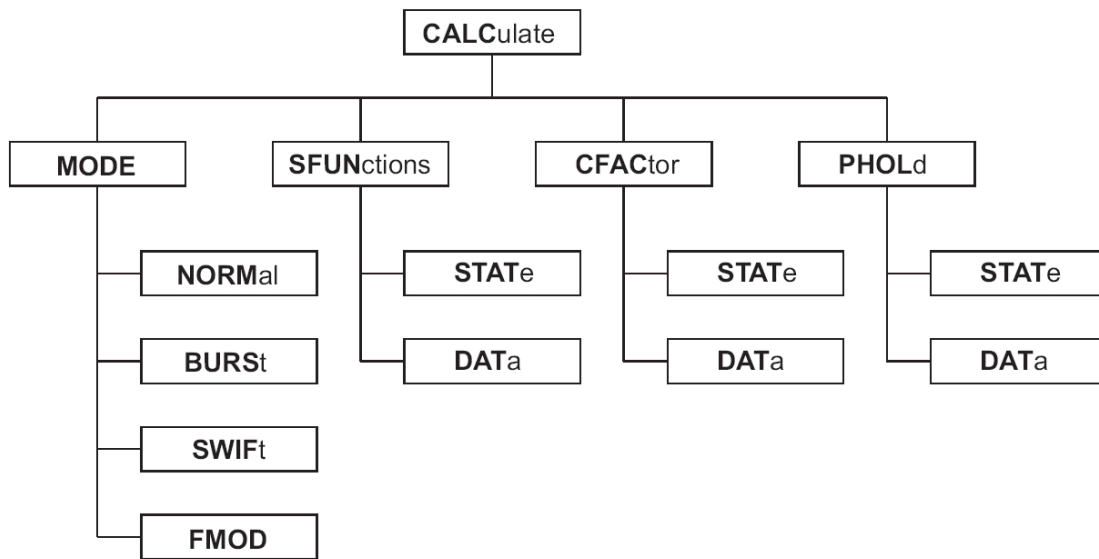 CALCulate
MODE
SFUNctions
CFACtor
PHOLd
NORMal
STATe
STATe
STATe
BURSt
DATa
DATa
DATa
SWIFt
FMOD